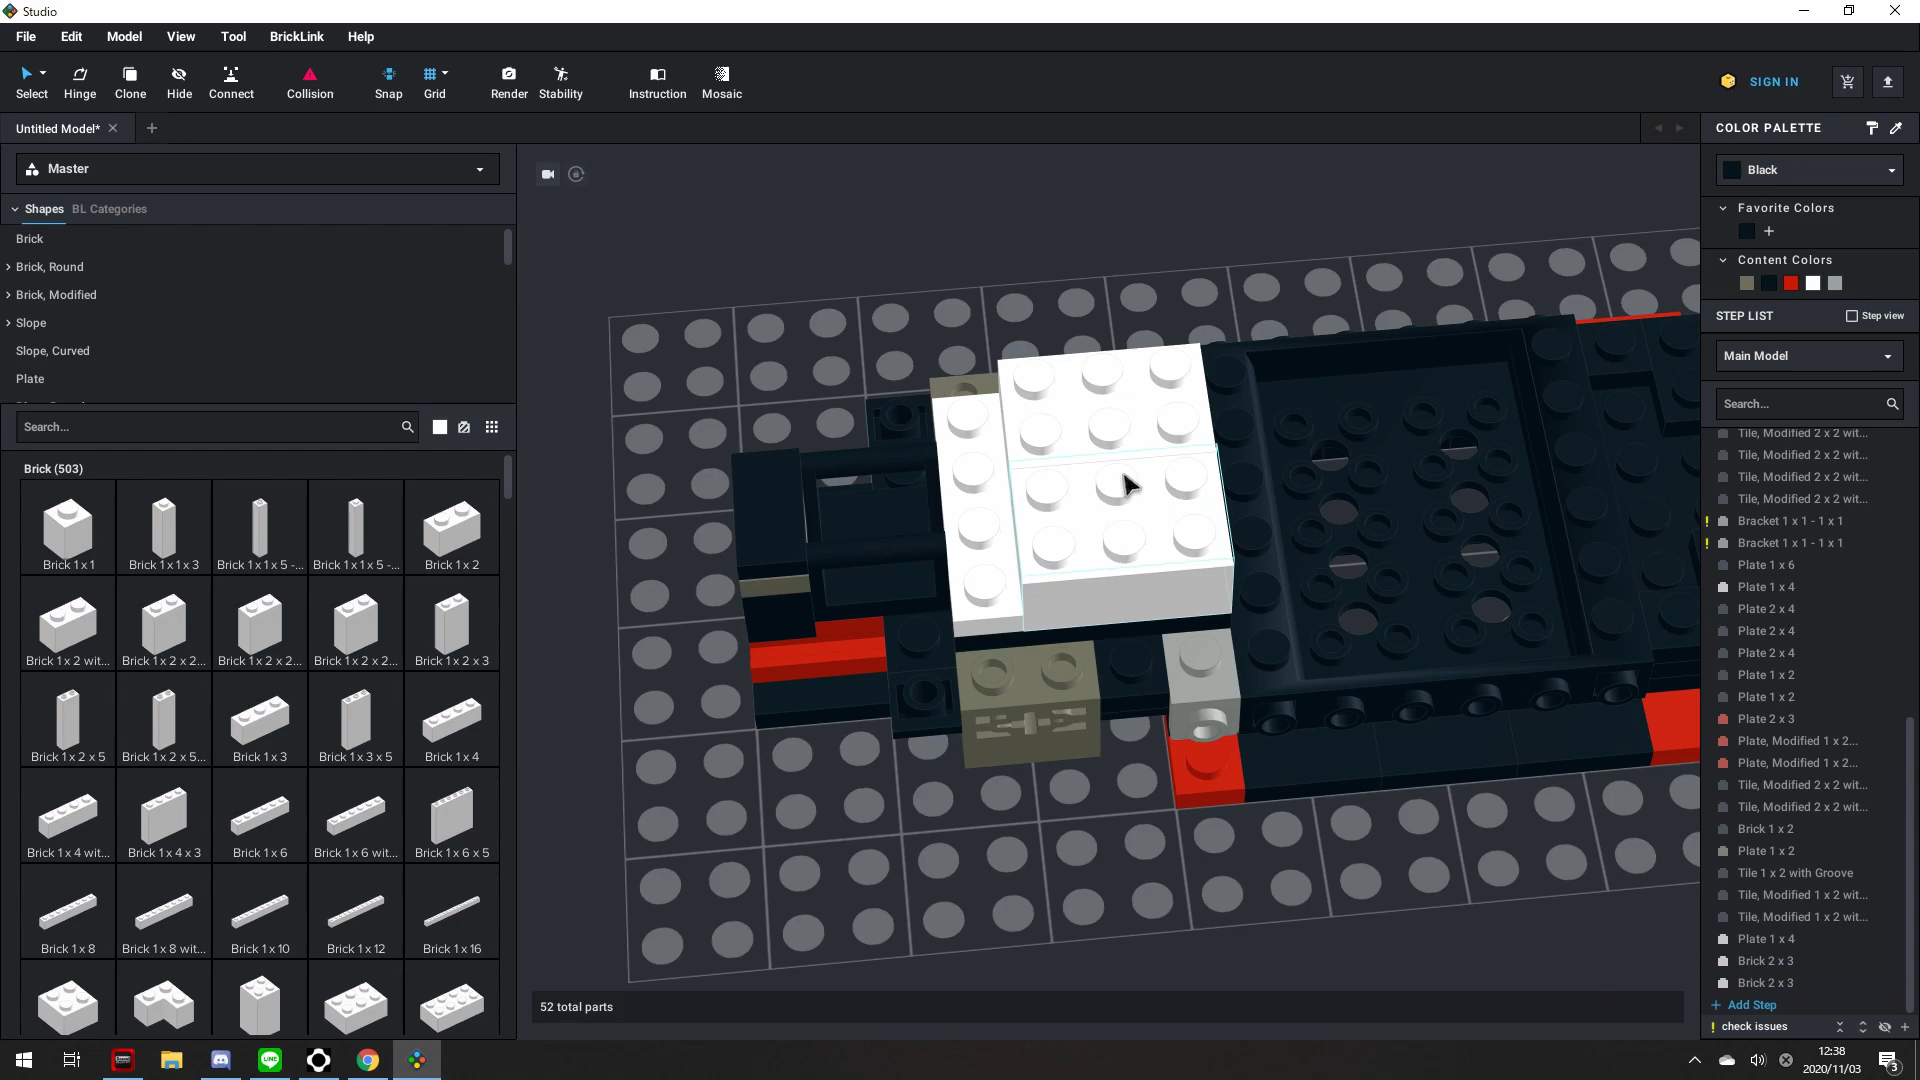 Studio
File Edit Model View Tool BrickLink Help
Select Hinge Clone Hide Connect Collision Snap Grid Render Stability Instruction Mosaic
SIGN IN
Untitled Model*
Master
Shapes BL Categories
Brick
Brick, Round
Brick, Modified
Slope
Slope, Curved
Plate
Search...
Brick (503)
Brick 1 x 1 Brick 1 x 1 x 3 Brick 1 x 1 x 5 -... Brick 1 x 1 x 5 -... Brick 1 x 2
Brick 1 x 2 wit... Brick 1 x 2 x 2... Brick 1 x 2 x 2... Brick 1 x 2 x 2... Brick 1 x 2 x 3
Brick 1 x 2 x 5 Brick 1 x 2 x 5... Brick 1 x 3 Brick 1 x 3 x 5 Brick 1 x 4
Brick 1 x 4 wit... Brick 1 x 4 x 3 Brick 1 x 6 Brick 1 x 6 wit... Brick 1 x 6 x 5
Brick 1 x 8 Brick 1 x 8 wit... Brick 1 x 10 Brick 1 x 12 Brick 1 x 16
52 total parts
COLOR PALETTE
Black
Favorite Colors
Content Colors
STEP LIST Step view
Main Model
Search...
Tile, Modified 2 x 2 wit...
Tile, Modified 2 x 2 wit...
Tile, Modified 2 x 2 wit...
Tile, Modified 2 x 2 wit...
Bracket 1 x 1 - 1 x 1
Bracket 1 x 1 - 1 x 1
Plate 1 x 6
Plate 1 x 4
Plate 2 x 4
Plate 2 x 4
Plate 2 x 4
Plate 1 x 2
Plate 1 x 2
Plate 2 x 3
Plate, Modified 1 x 2...
Plate, Modified 1 x 2...
Tile, Modified 2 x 2 wit...
Tile, Modified 2 x 2 wit...
Brick 1 x 2
Plate 1 x 2
Tile 1 x 2 with Groove
Tile, Modified 1 x 2 wit...
Tile, Modified 1 x 2 wit...
Plate 1 x 4
Brick 2 x 3
Brick 2 x 3
+ Add Step
! check issues
LINE
12:38
2020/11/03
3